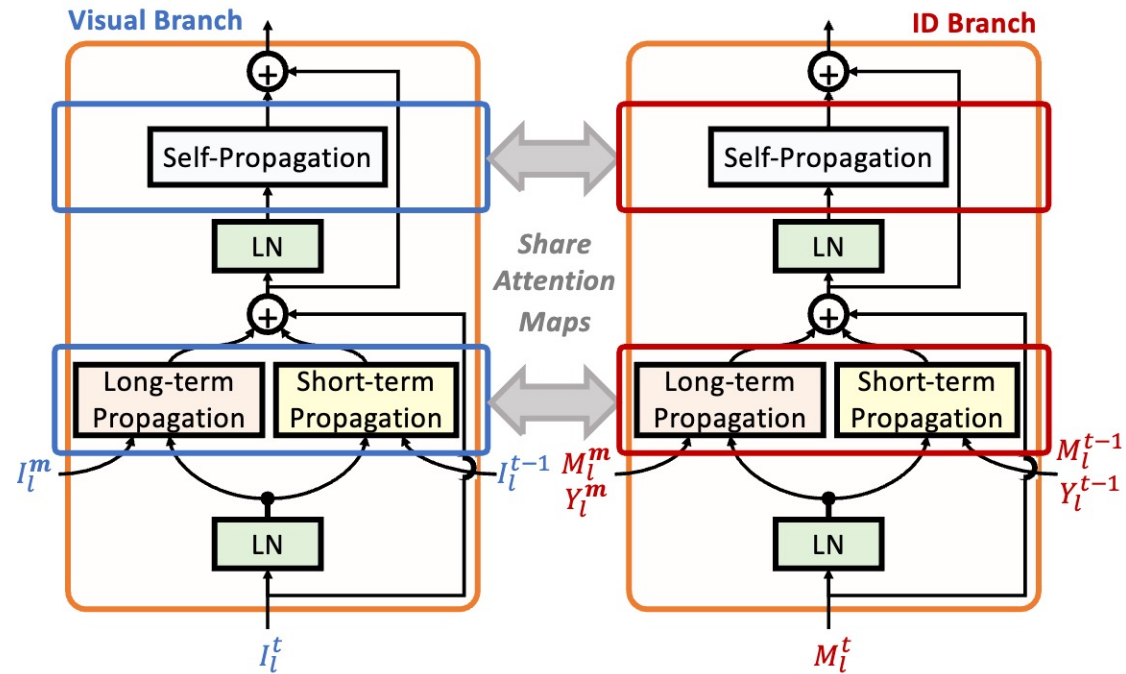 Visual Branch
ID Branch
Self-Propagation
Self-Propagation
LN
LN
Share
Attention
Maps
Long-term
Propagation
Short-term
Propagation
Long-term
Propagation
Short-term
Propagation
I_l^m
I_l^{t-1}
M_l^m
Y_l^m
M_l^{t-1}
Y_l^{t-1}
LN
LN
I_l^t
M_l^t